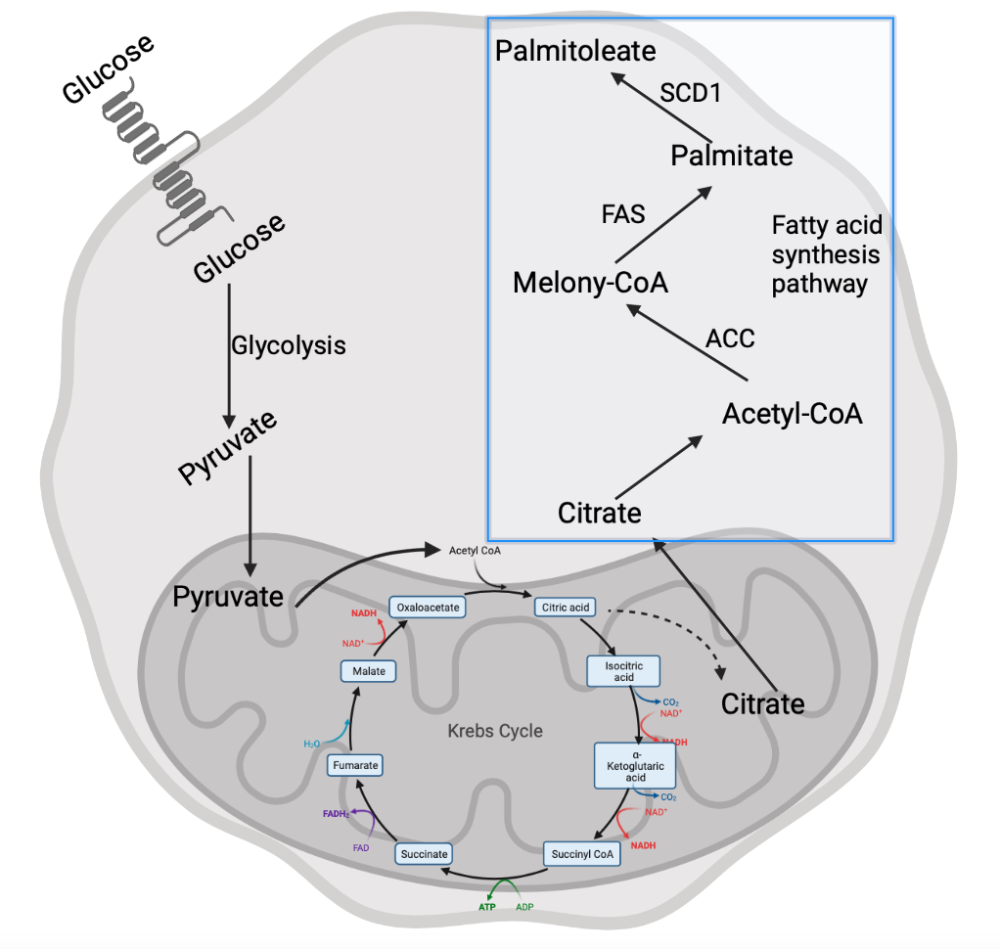 Glucose
Glucose
Glycolysis
Pyruvate
Pyruvate
Palmitoleate
SCD1
Palmitate
FAS
Fatty acid
synthesis
pathway
Melony-CoA
ACC
Acetyl-CoA
Citrate
Acetyl CoA
Oxaloacetate
Citric acid
NADH
NAD+
Malate
Isocritic
acid
CO2
NAD+
NADH
Citrate
Krebs Cycle
H2O
Fumarate
α-
Ketoglutaric
acid
CO2
NAD+
NADH
FADH2
FAD
Succinate
Succinyl CoA
ATP
ADP